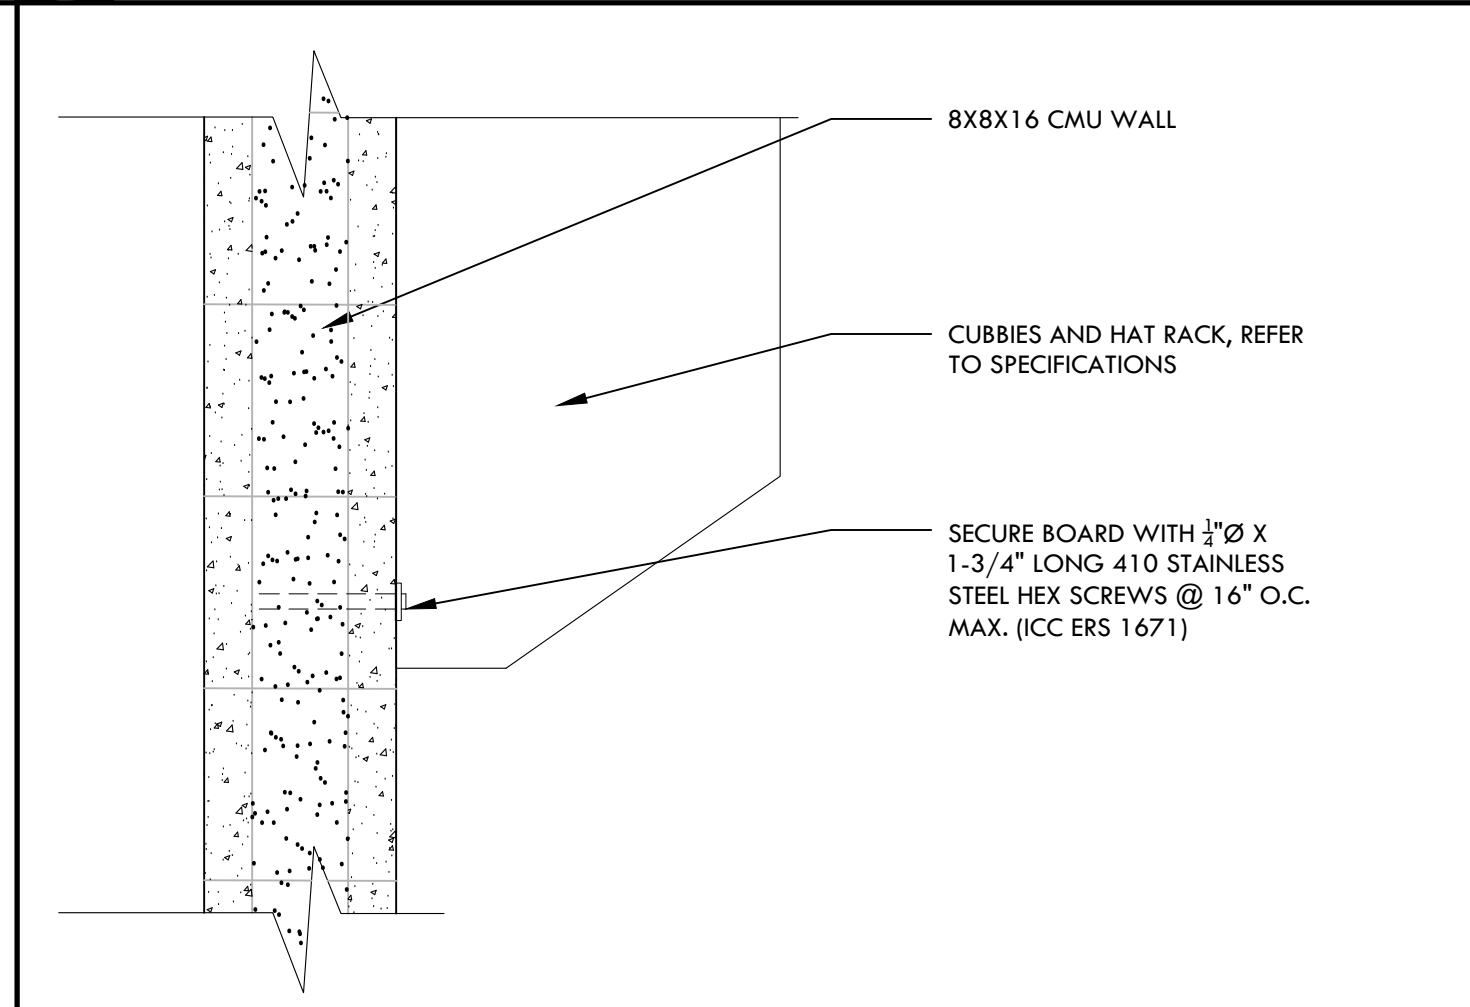 8X8X16 CMU WALL
CUBBIES AND HAT RACK, REFER
TO SPECIFICATIONS
SECURE BOARD WITH ¼"Ø X
1-3/4" LONG 410 STAINLESS
STEEL HEX SCREWS @ 16" O.C.
MAX. (ICC ERS 1671)